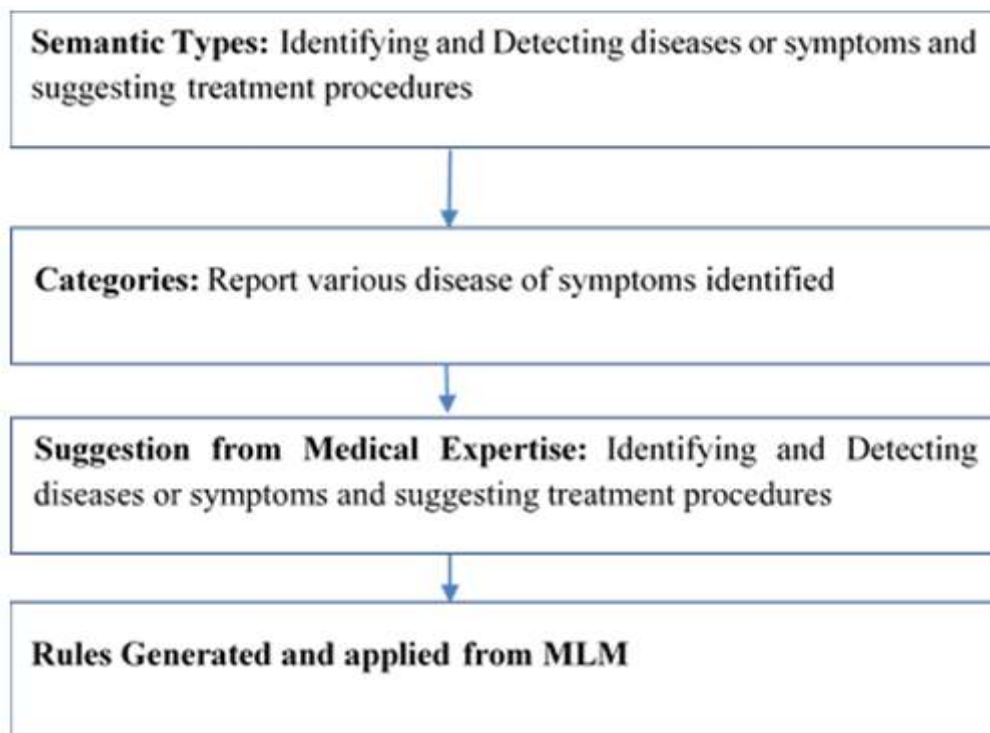 Semantic Types: Identifying and Detecting diseases or symptoms and
suggesting treatment procedures
Categories: Report various disease of symptoms identified
Suggestion from Medical Expertise: Identifying and Detecting
diseases or symptoms and suggesting treatment procedures
Rules Generated and applied from MLM